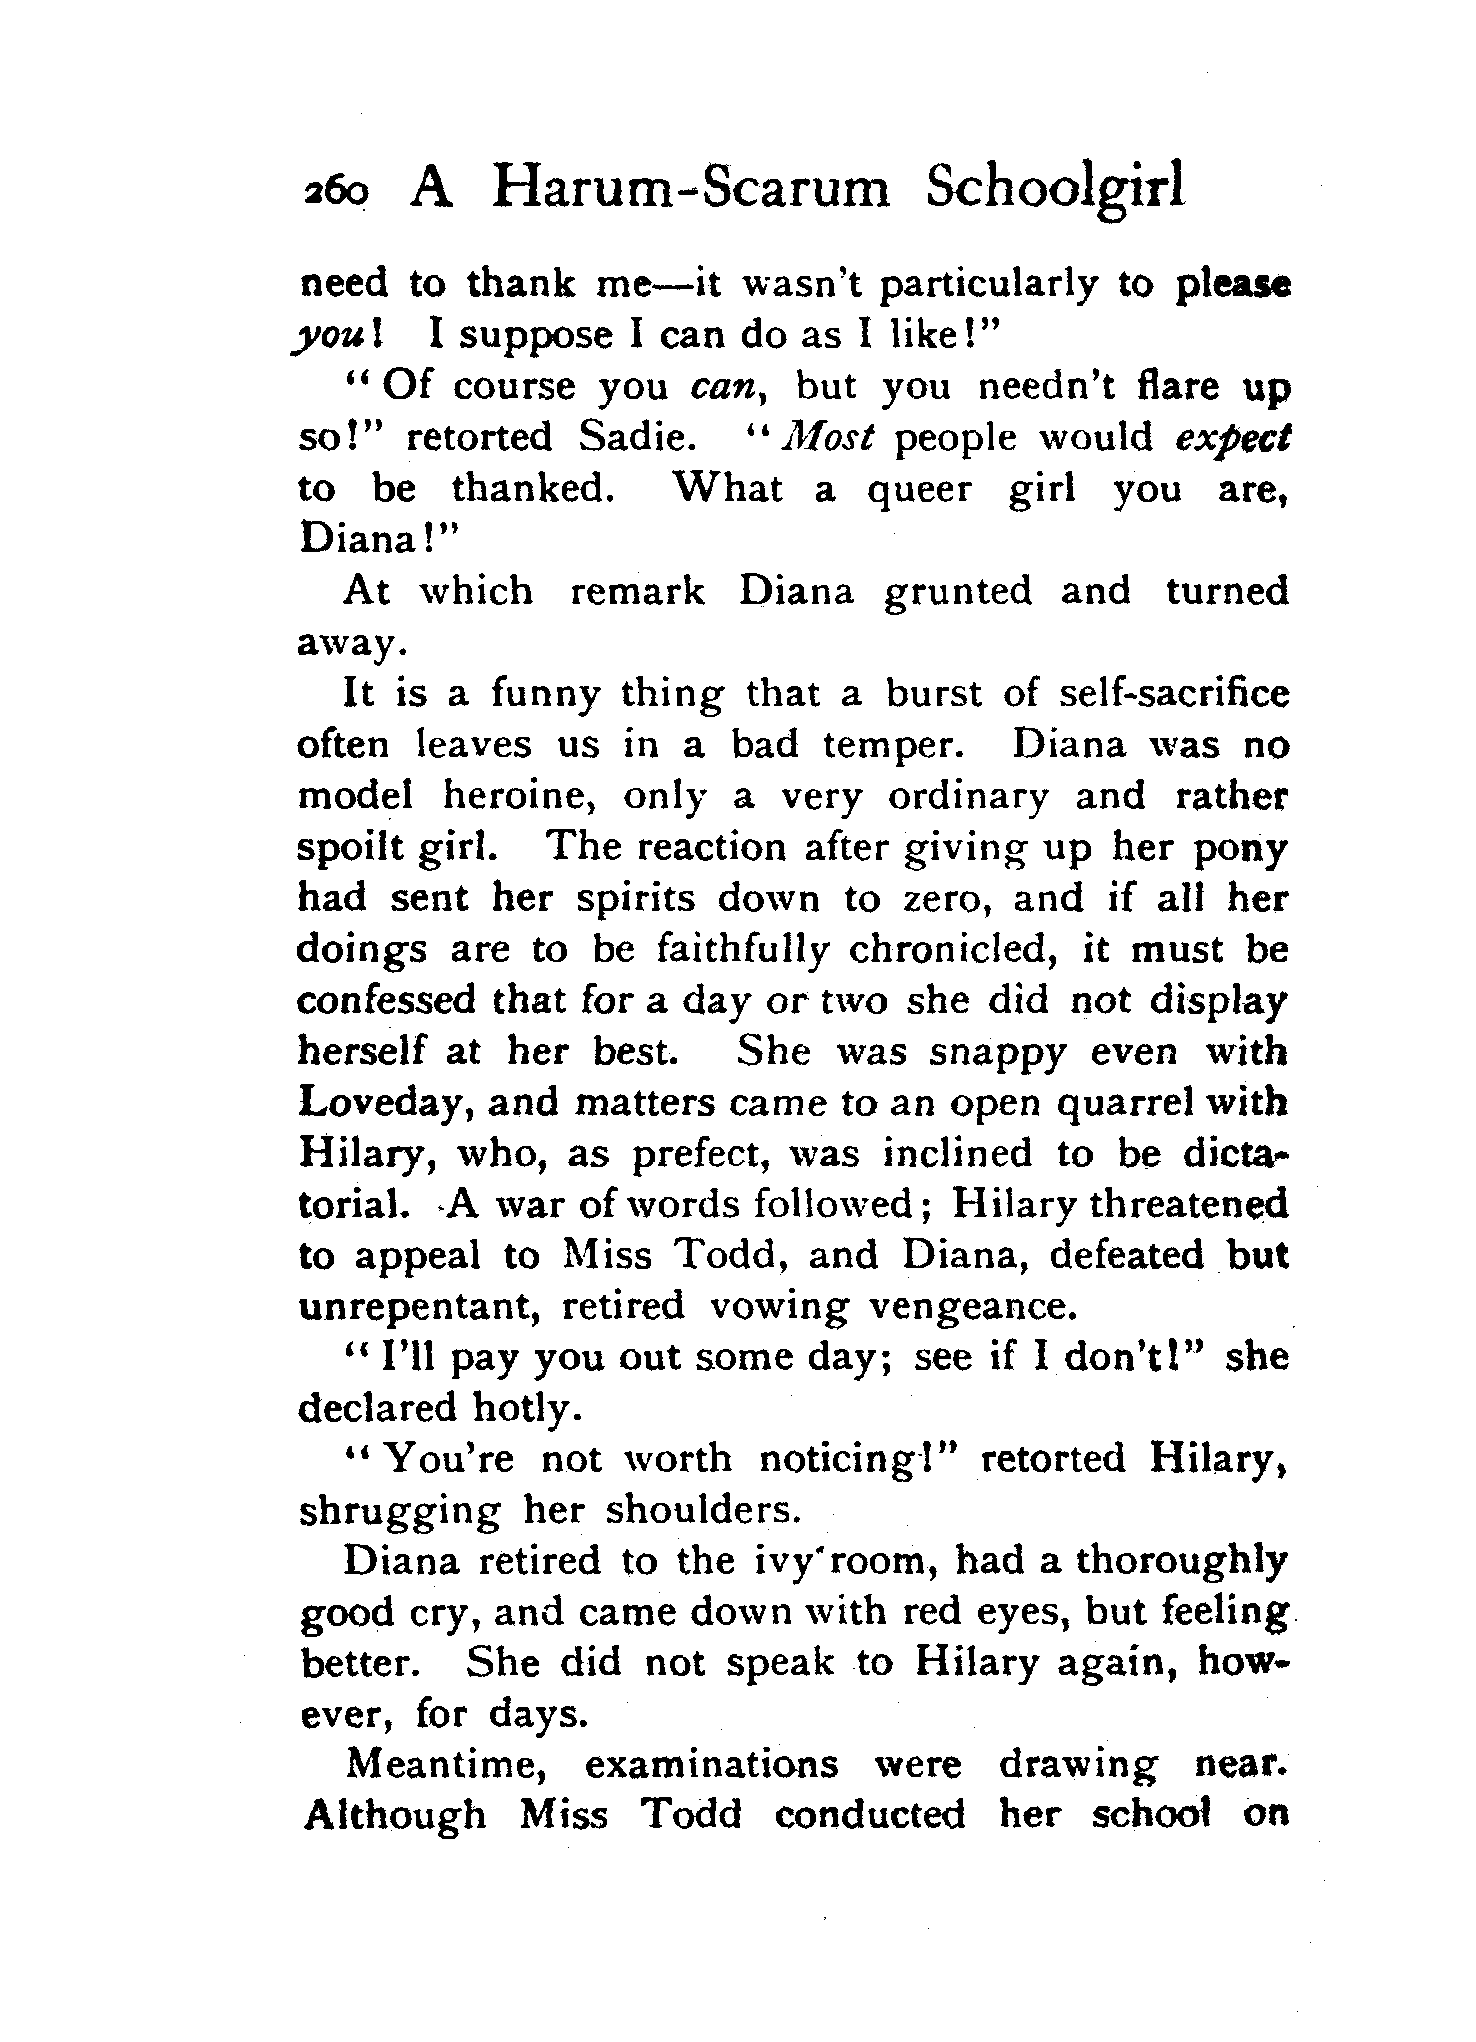 260 A Harum-Scarum Schoolgirl
need to thank me—it wasn't particularly to please
you! I suppose I can do as I like!"
"Of course you can, but you needn't flare up
so!" retorted Sadie. "Most people would expect
to be thanked. What a queer girl you are,
Diana!"
At which remark Diana grunted and turned
away.
It is a funny thing that a burst of self-sacrifice
often leaves us in a bad temper. Diana was no
model heroine, only a very ordinary and rather
spoilt girl. The reaction after giving up her pony
had sent her spirits down to zero, and if all her
doings are to be faithfully chronicled, it must be
confessed that for a day or two she did not display
herself at her best. She was snappy even with
Loveday, and matters came to an open quarrel with
Hilary, who, as prefect, was inclined to be dicta-
torial. A war of words followed; Hilary threatened
to appeal to Miss Todd, and Diana, defeated but
unrepentant, retired vowing vengeance.
"I'll pay you out some day; see if I don't!" she
declared hotly.
"You're not worth noticing!" retorted Hilary,
shrugging her shoulders.
Diana retired to the ivy room, had a thoroughly
good cry, and came down with red eyes, but feeling
better. She did not speak to Hilary again, how-
ever, for days.
Meantime, examinations were drawing near.
Although Miss Todd conducted her school on